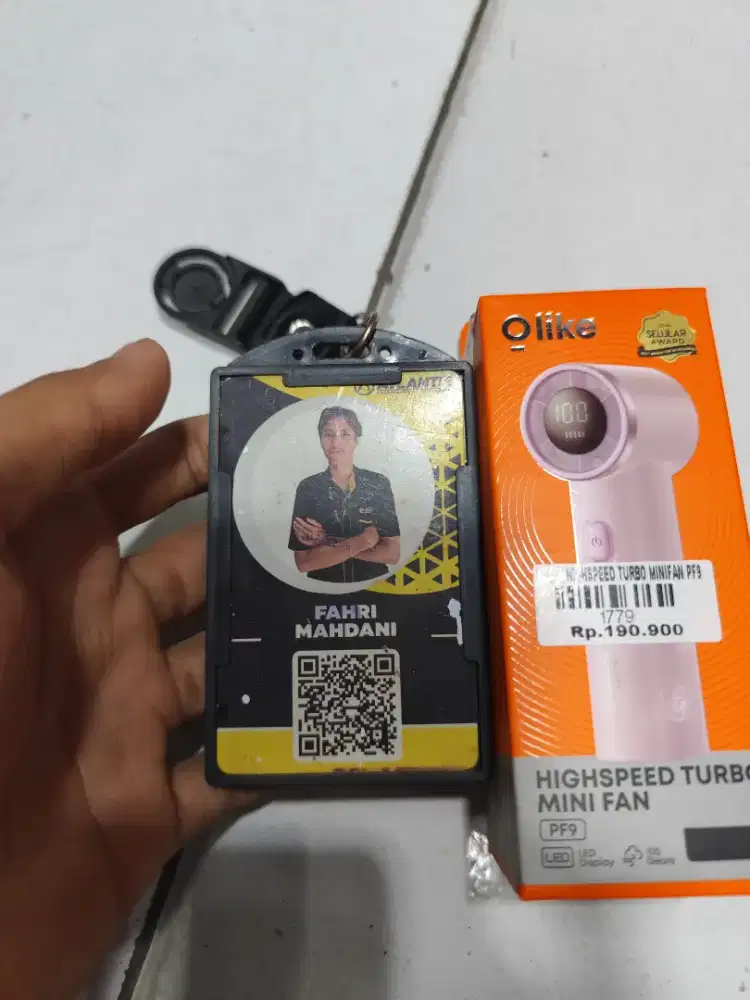 FAHRI
MAHDANI
Olike
SELULAR
AWARD
100
HSPEED TURBO MINIFAN PF9
1779
Rp.190.900
HIGHSPEED TURBO
MINI FAN
PF9
LED
LED
Display
100